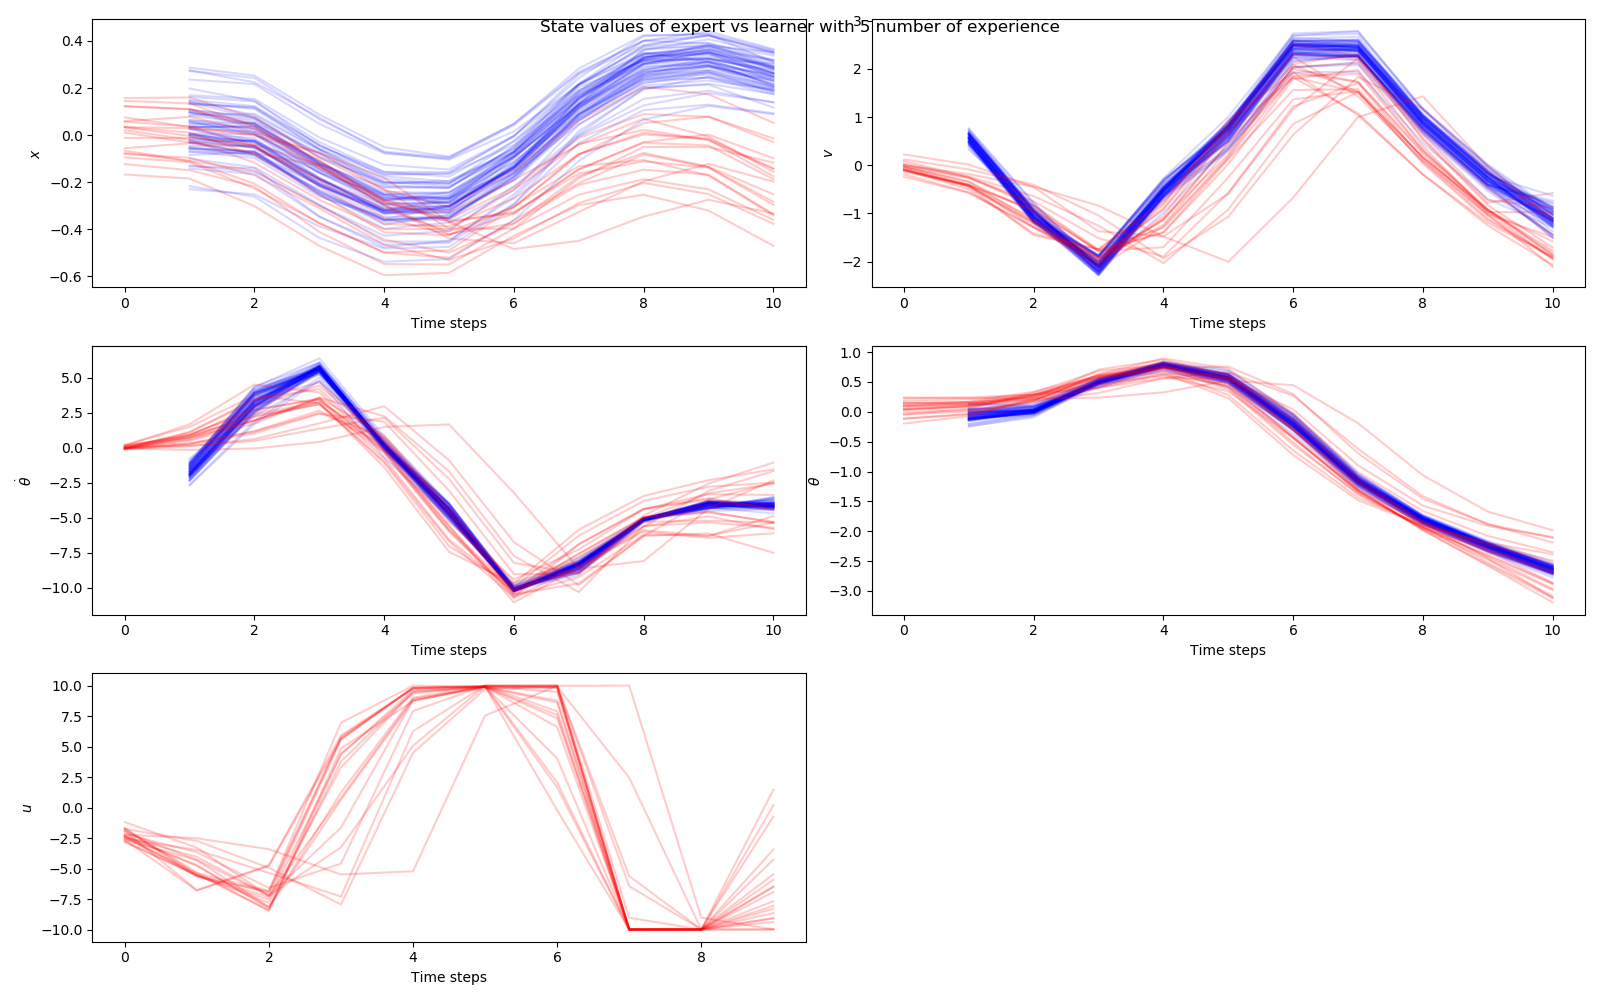 State values of expert vs learner with 5 number of experience
0.4
0.2
0.0
−0.2
−0.4
−0.6
x
0 2 4 6 8 10
Time steps
3
2
1
0
−1
−2
v
0 2 4 6 8 10
Time steps
5.0
2.5
0.0
−2.5
−5.0
−7.5
−10.0
θ̇
0 2 4 6 8 10
Time steps
1.0
0.5
0.0
−0.5
−1.0
−1.5
−2.0
−2.5
−3.0
θ
0 2 4 6 8 10
Time steps
10.0
7.5
5.0
2.5
0.0
−2.5
−5.0
−7.5
−10.0
u
0 2 4 6 8
Time steps